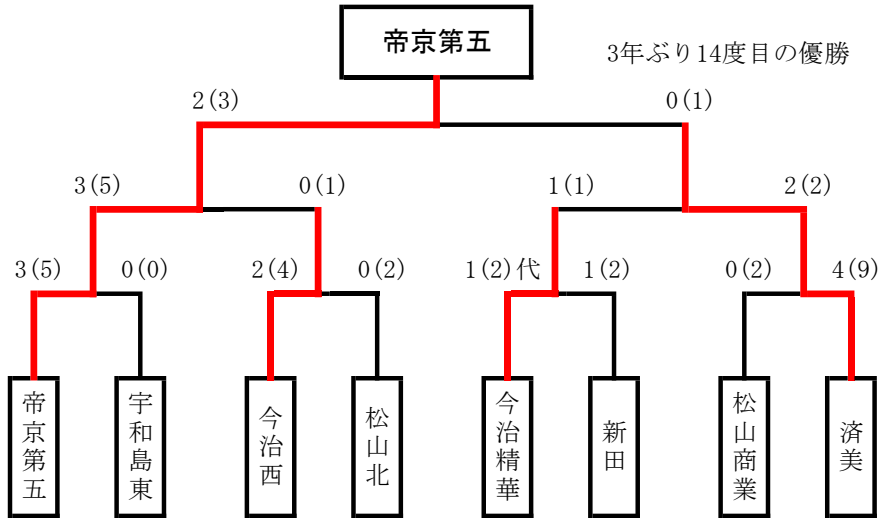 帝京第五
3年ぶり14度目の優勝
2(3)
0(1)
3(5)
0(1)
1(1)
2(2)
3(5)
0(0)
2(4)
0(2)
1(2)代
1(2)
0(2)
4(9)
帝京第五
宇和島東
今治西
松山北
今治精華
新田
松山商業
済美